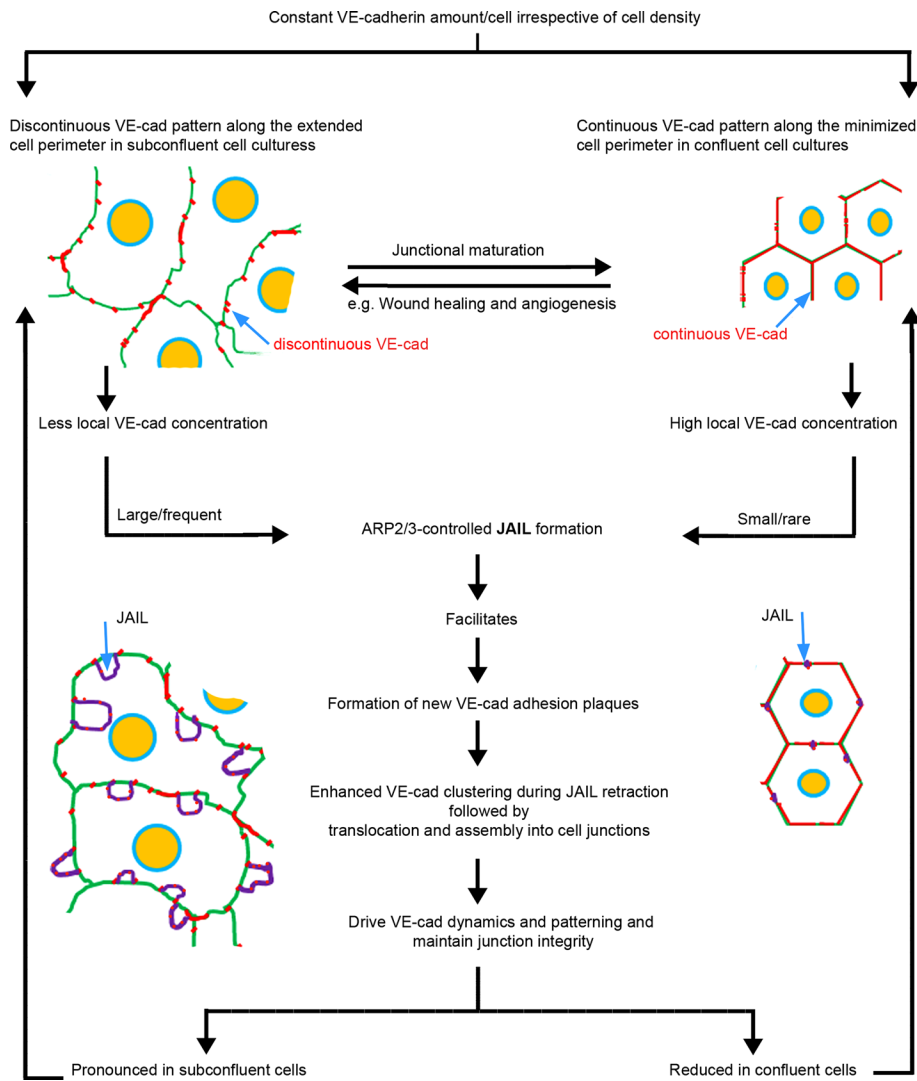 Constant VE-cadherin amount/cell irrespective of cell density
Discontinuous VE-cad pattern along the extended
cell perimeter in subconfluent cell culturess
Continuous VE-cad pattern along the minimized
cell perimeter in confluent cell cultures
Junctional maturation
e.g. Wound healing and angiogenesis
discontinuous VE-cad
continuous VE-cad
Less local VE-cad concentration
High local VE-cad concentration
Large/frequent
ARP2/3-controlled JAIL formation
Small/rare
JAIL
Facilitates
JAIL
Formation of new VE-cad adhesion plaques
Enhanced VE-cad clustering during JAIL retraction
followed by
translocation and assembly into cell junctions
Drive VE-cad dynamics and patterning and
maintain junction integrity
Pronounced in subconfluent cells
Reduced in confluent cells